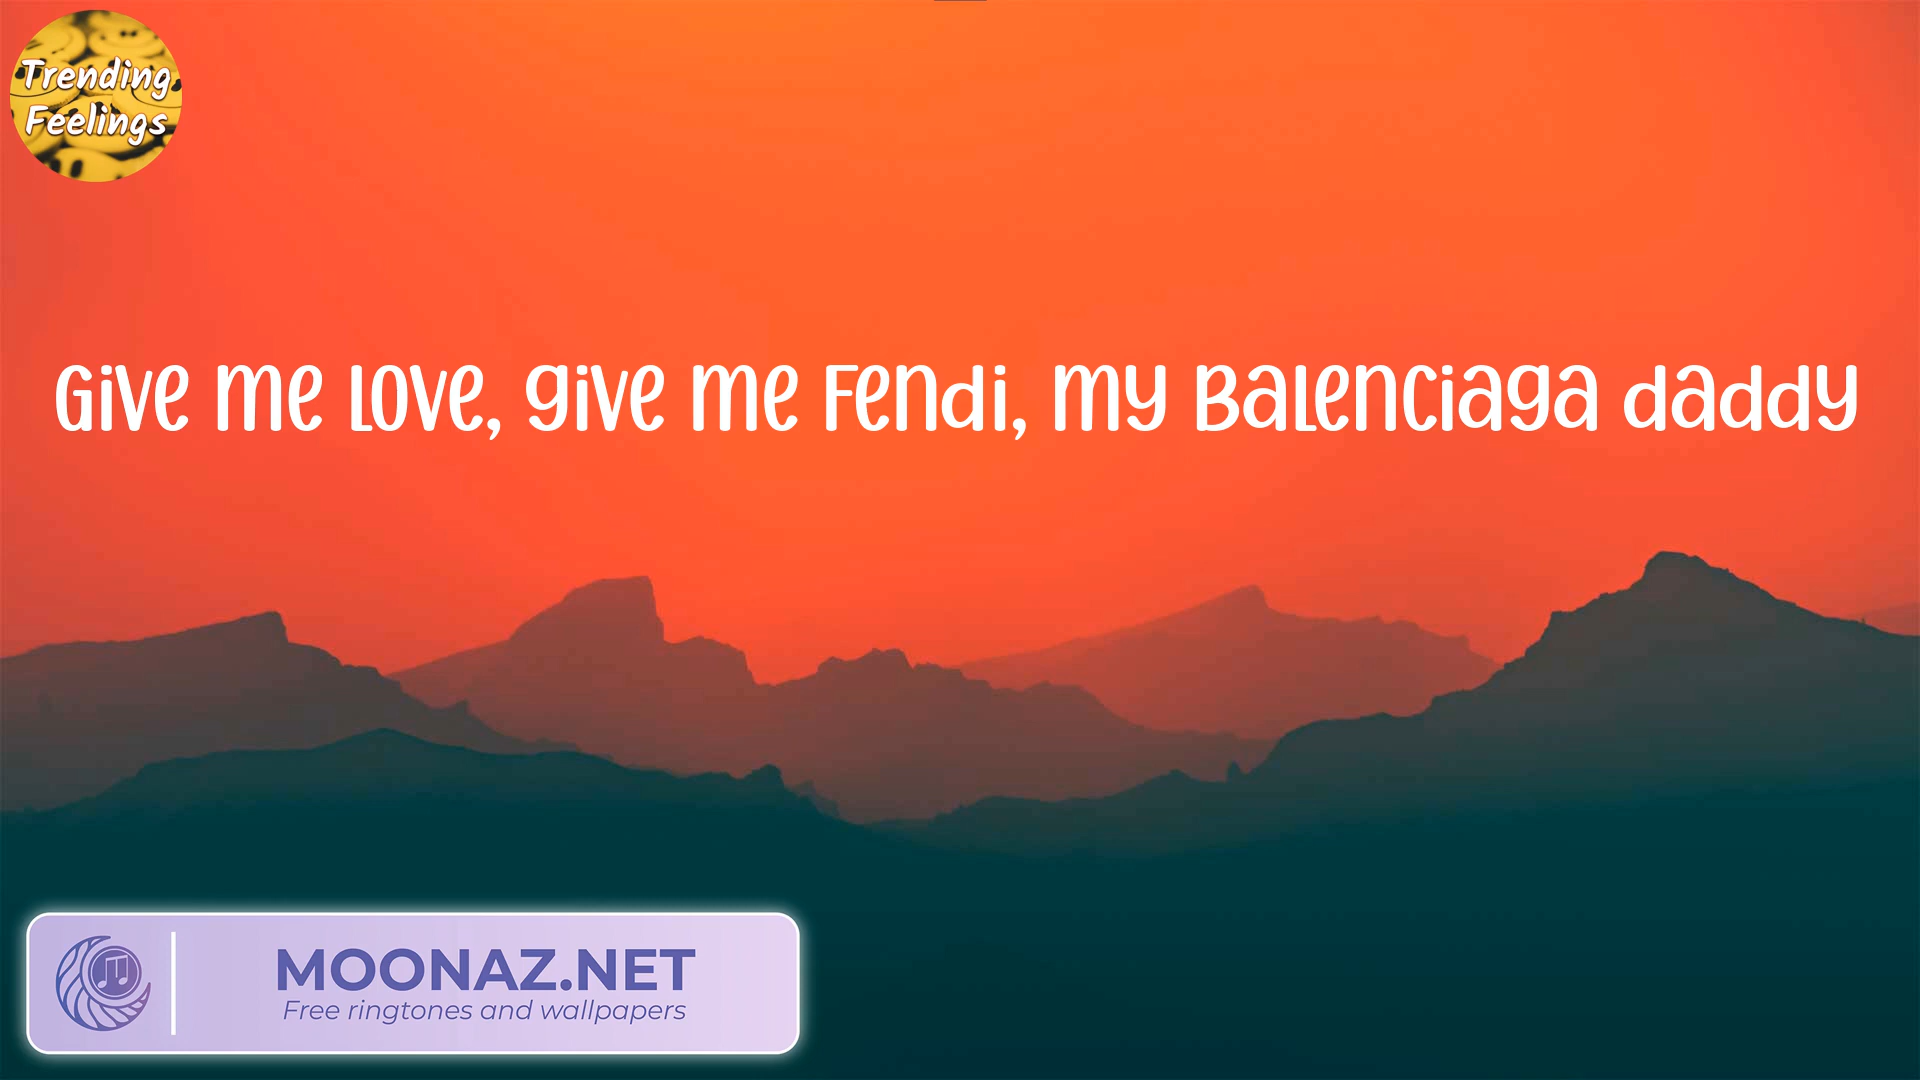 Trending
Feelings
Give me love, give me Fendi, my Balenciaga daddy
MOONAZ.NET
Free ringtones and wallpapers